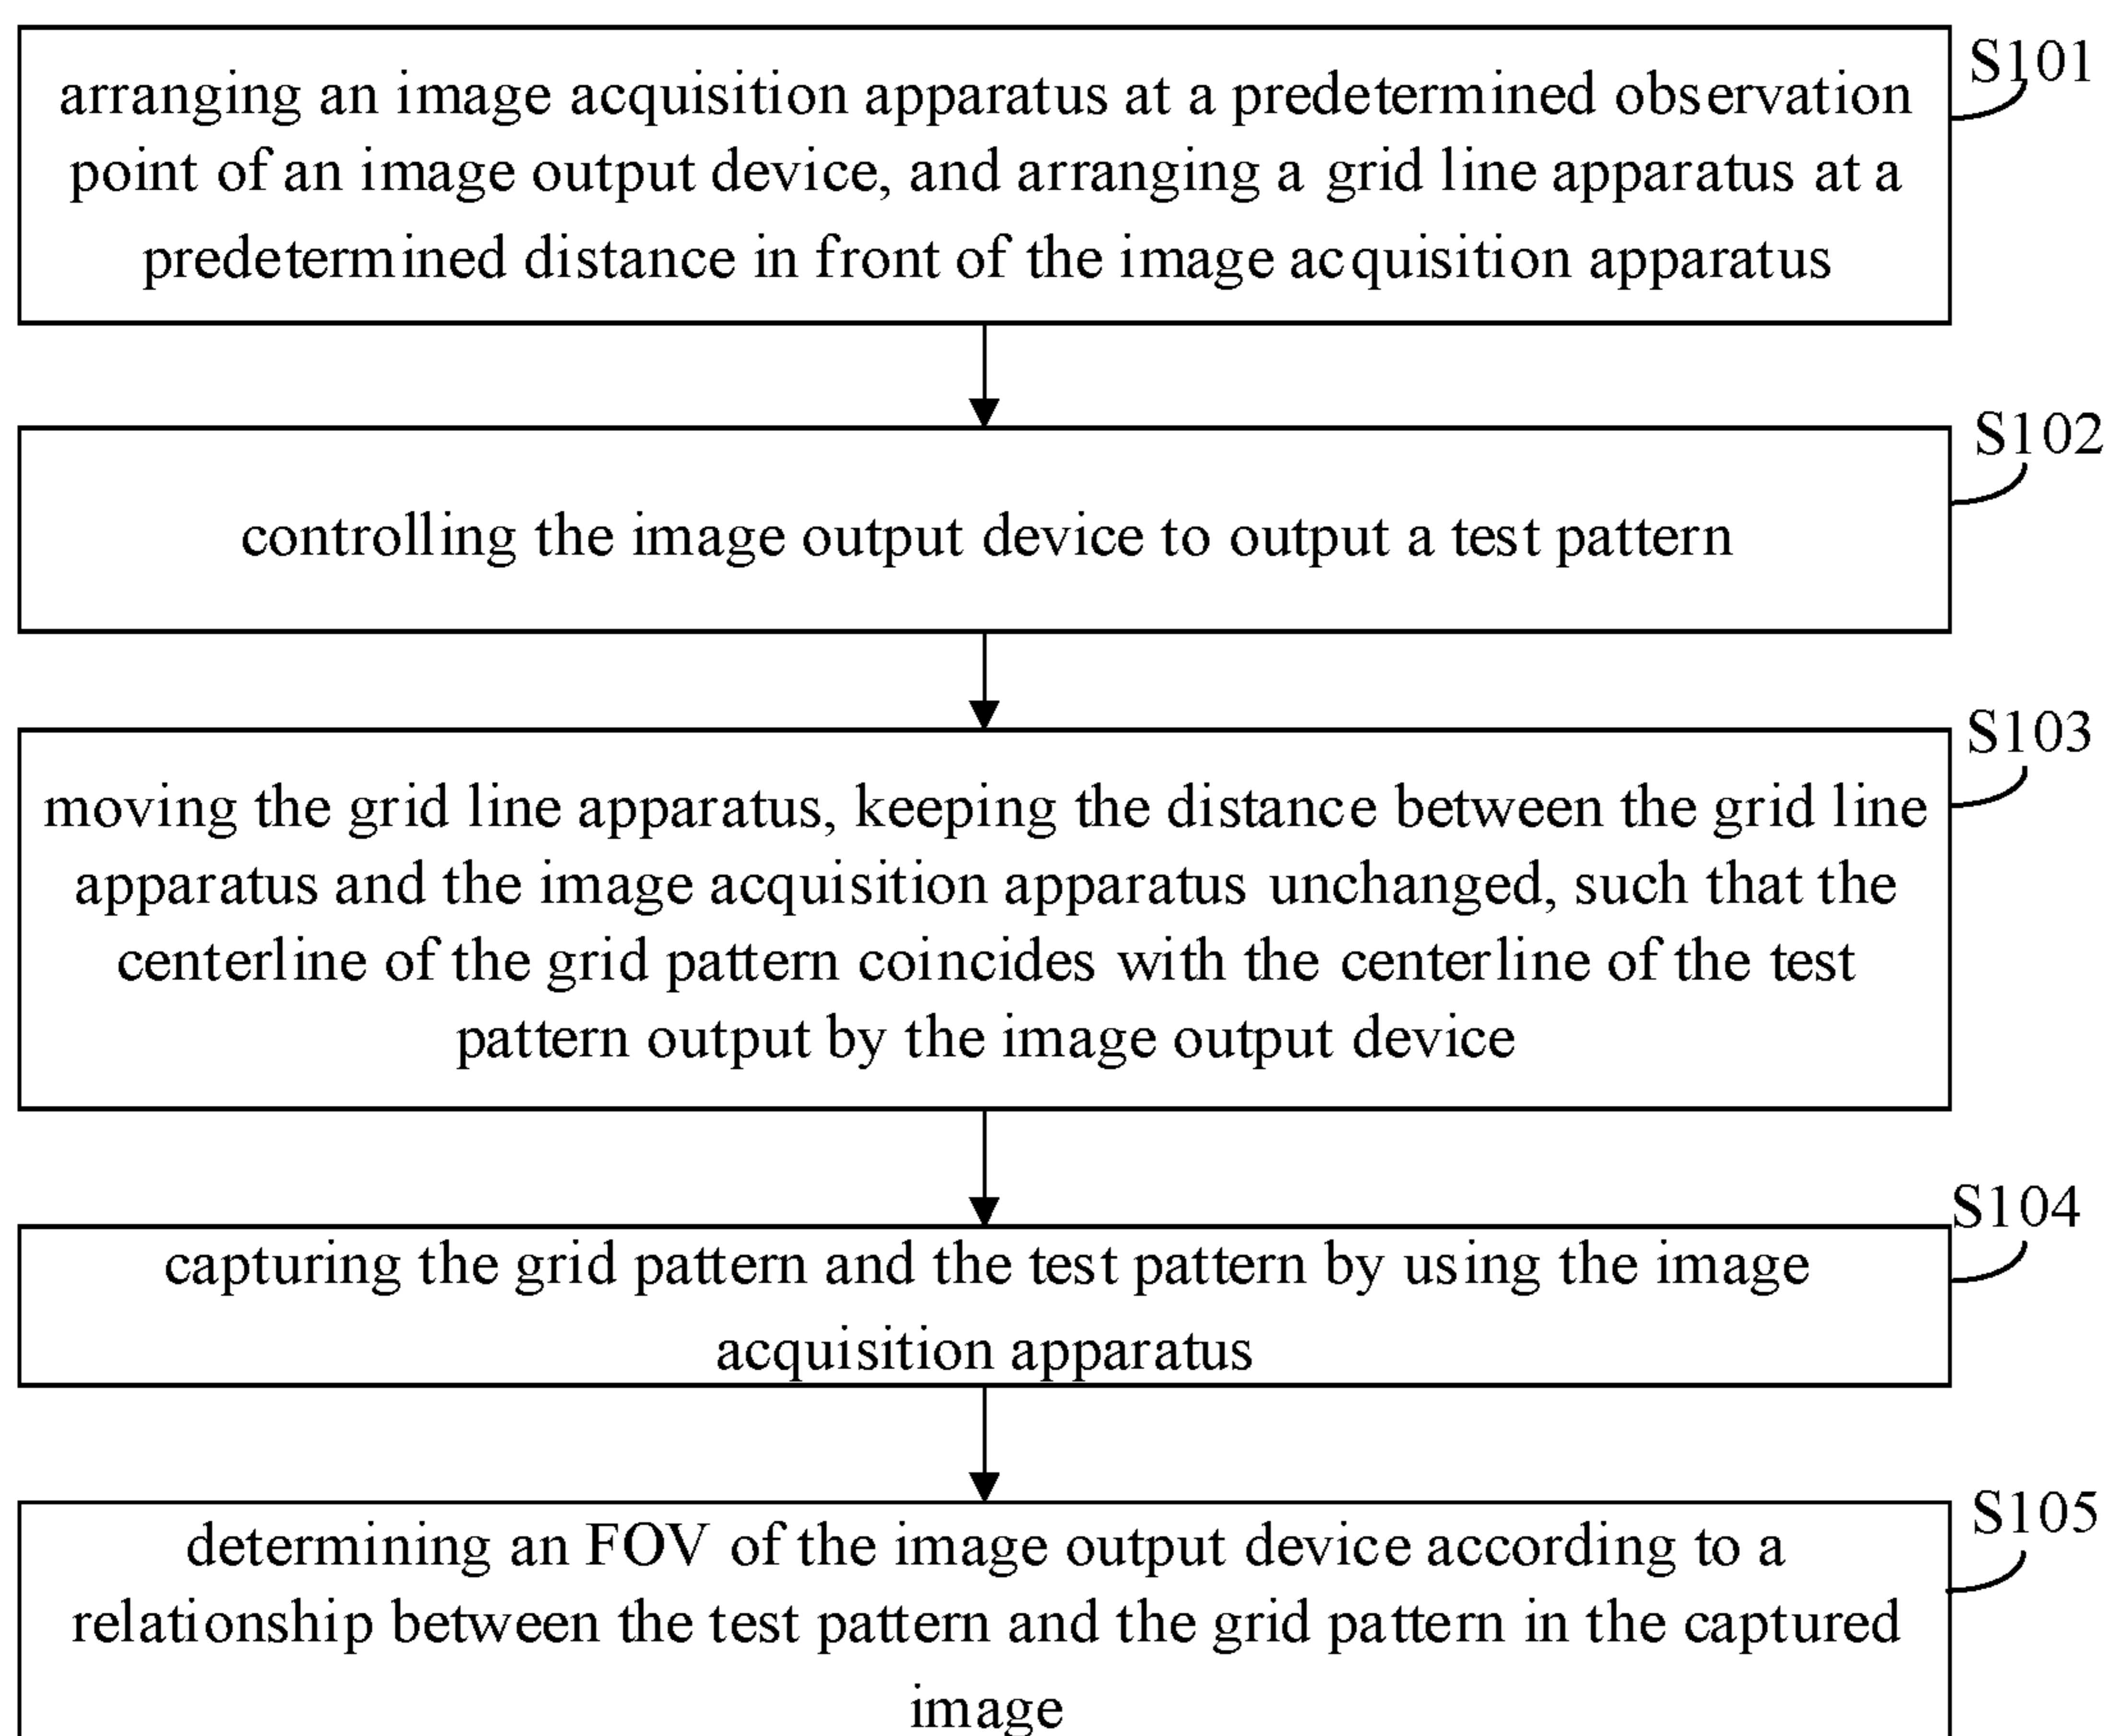 S101
arranging an image acquisition apparatus at a predetermined observation
point of an image output device, and arranging a grid line apparatus at a
predetermined distance in front of the image acquisition apparatus
S102
controlling the image output device to output a test pattern
S103
moving the grid line apparatus, keeping the distance between the grid line
apparatus and the image acquisition apparatus unchanged, such that the
centerline of the grid pattern coincides with the centerline of the test
pattern output by the image output device
S104
capturing the grid pattern and the test pattern by using the image
acquisition apparatus
S105
determining an FOV of the image output device according to a
relationship between the test pattern and the grid pattern in the captured
image